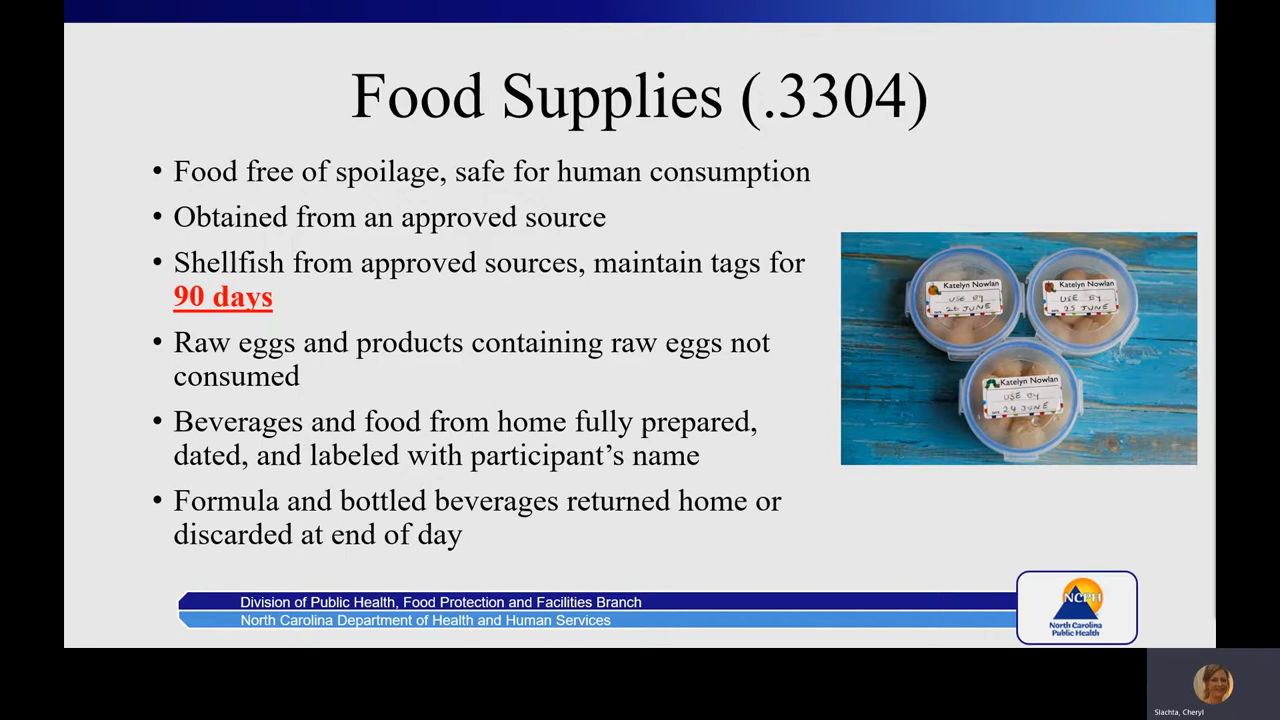 Food Supplies (.3304)
• Food free of spoilage, safe for human consumption
• Obtained from an approved source
• Shellfish from approved sources, maintain tags for
90 days
• Raw eggs and products containing raw eggs not
consumed
• Beverages and food from home fully prepared,
dated, and labeled with participant’s name
• Formula and bottled beverages returned home or
discarded at end of day
Katelyn Nowlan
USE BY
26 JUNE
Katelyn Nowlan
USE BY
25 JUNE
Katelyn Nowlan
USE BY
24 JUNE
Division of Public Health, Food Protection and Facilities Branch
North Carolina Department of Health and Human Services
NCPH
North Carolina
Public Health
Slachta, Cheryl